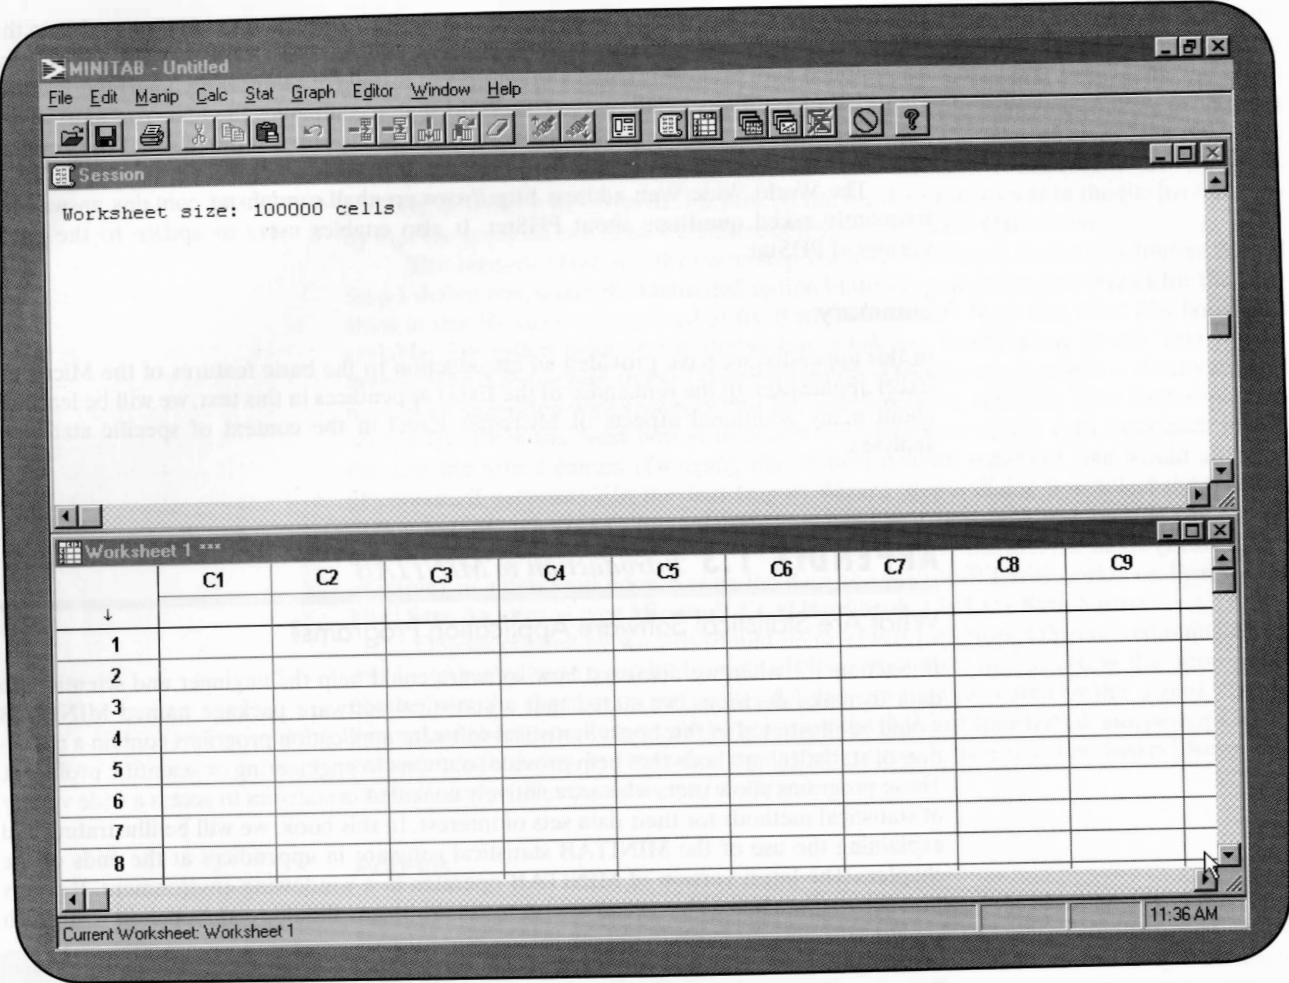 MINITAB - Untitled
File Edit Manip Calc Stat Graph Editor Window Help
Session
Worksheet size: 100000 cells
Worksheet 1 ***
C1 C2 C3 C4 C5 C6 C7 C8 C9
↓
1
2
3
4
5
6
7
8
Current Worksheet: Worksheet 1
11:36 AM